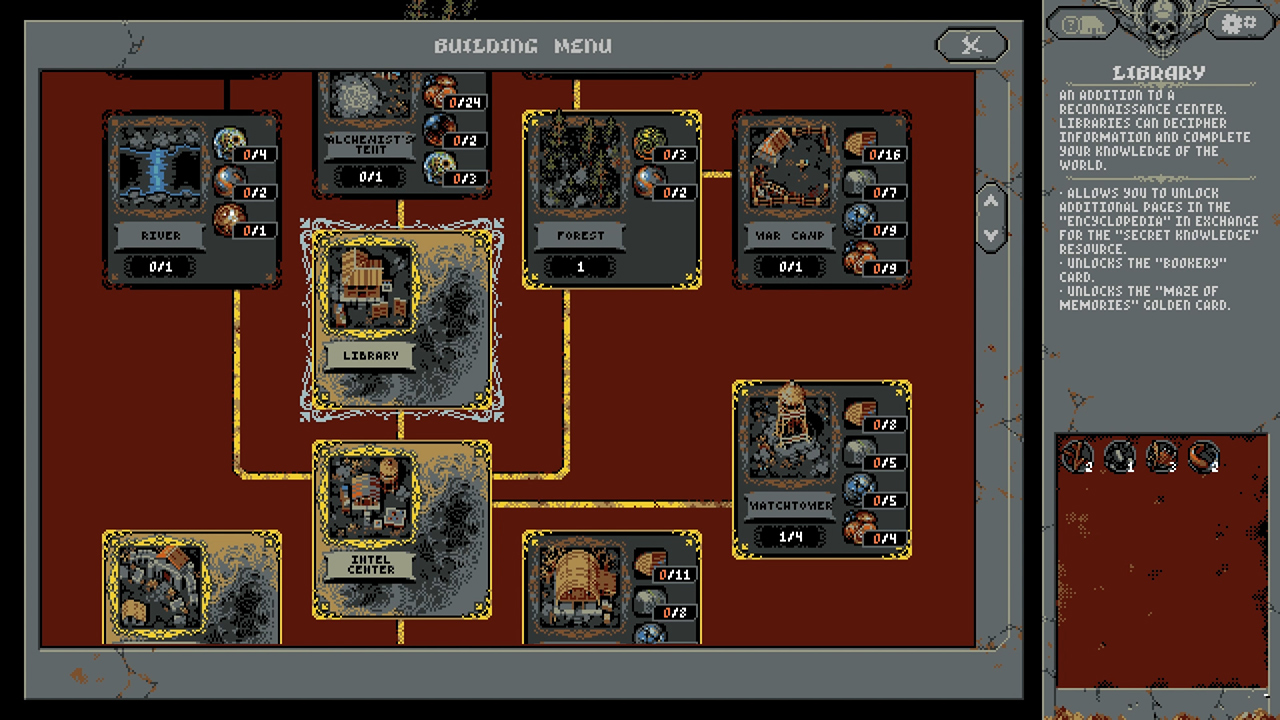 BUILDING MENU
0/24
0/2
0/3
ALCHEMIST'S
TENT
0/1
0/4
0/2
0/1
RIVER
0/1
0/3
0/2
FOREST
1
0/16
0/7
0/9
0/9
WAR CAMP
0/1
LIBRARY
INTEL
CENTER
0/8
0/5
0/5
0/4
WATCHTOWER
1/4
0/11
0/8
LIBRARY
AN ADDITION TO A
RECONNAISSANCE CENTER.
LIBRARIES CAN DECIPHER
INFORMATION AND COMPLETE
YOUR KNOWLEDGE OF THE
WORLD.
· ALLOWS YOU TO UNLOCK
ADDITIONAL PAGES IN THE
"ENCYCLOPEDIA" IN EXCHANGE
FOR THE "SECRET KNOWLEDGE"
RESOURCE.
· UNLOCKS THE "BOOKERY"
CARD.
· UNLOCKS THE "MAZE OF
MEMORIES" GOLDEN CARD.